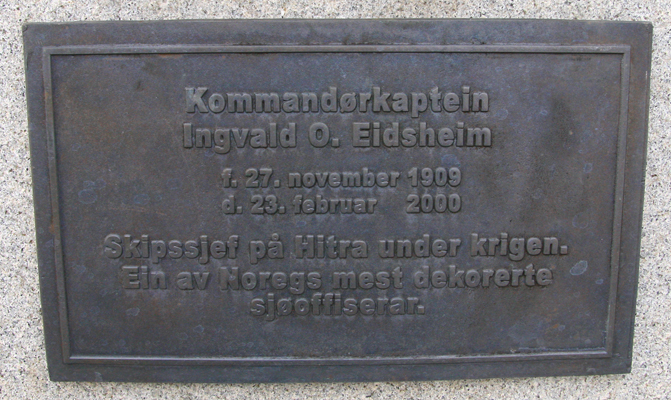 Kommandørkaptein
Ingvald O. Eidsheim
f. 27. november 1909
d. 23. februar 2000
Skipssjef på Hitra under krigen.
Ein av Noregs mest dekorerte
sjøoffiserar.